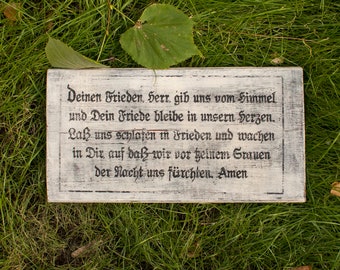 Deinen Frieden, Herr, gib uns vom Himmel
und Dein Friede bleibe in unsern Herzen.
Laß uns schlafen in Frieden und wachen
in Dir, auf daß wir vor keinem Grauen
der Nacht uns fürchten. Amen